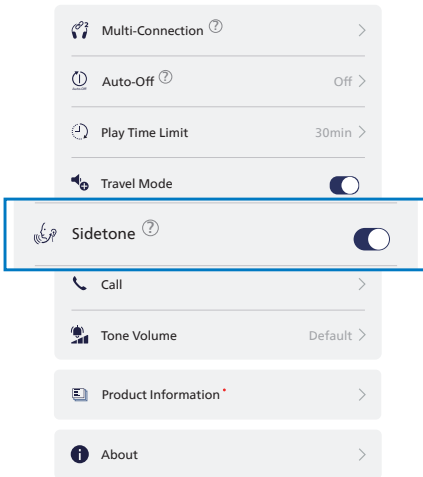 Multi-Connection ?
Auto-Off ? Off >
Play Time Limit 30min >
Travel Mode
Sidetone ?
Call
Tone Volume Default >
Product Information*
i About